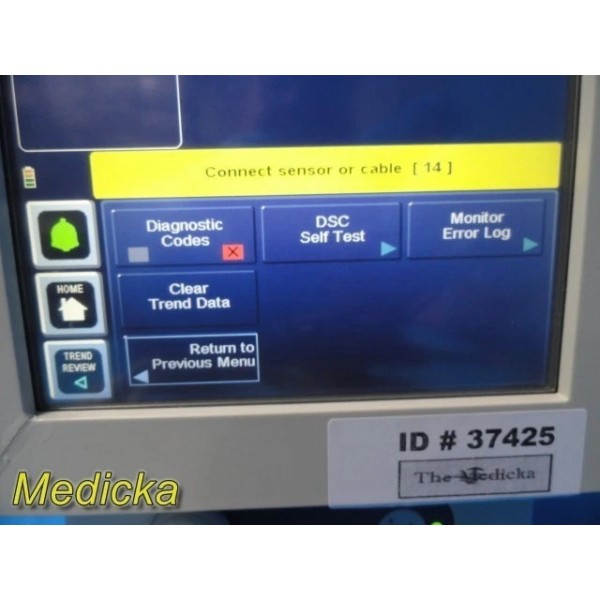 Connect sensor or cable [ 14 ]
Diagnostic
Codes
DSC
Self Test
Monitor
Error Log
HOME
Clear
Trend Data
TREND
REVIEW
Return to
Previous Menu
ID # 37425
The Medicka
Medicka